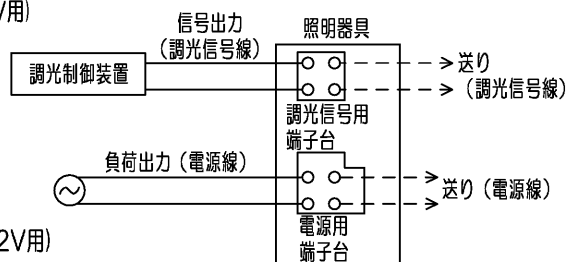 V用)
信号出力
(調光信号線)
照明器具
調光制御装置
送り
(調光信号線)
調光信号用
端子台
負荷出力(電源線)
送り(電源線)
2V用)
電源用
端子台